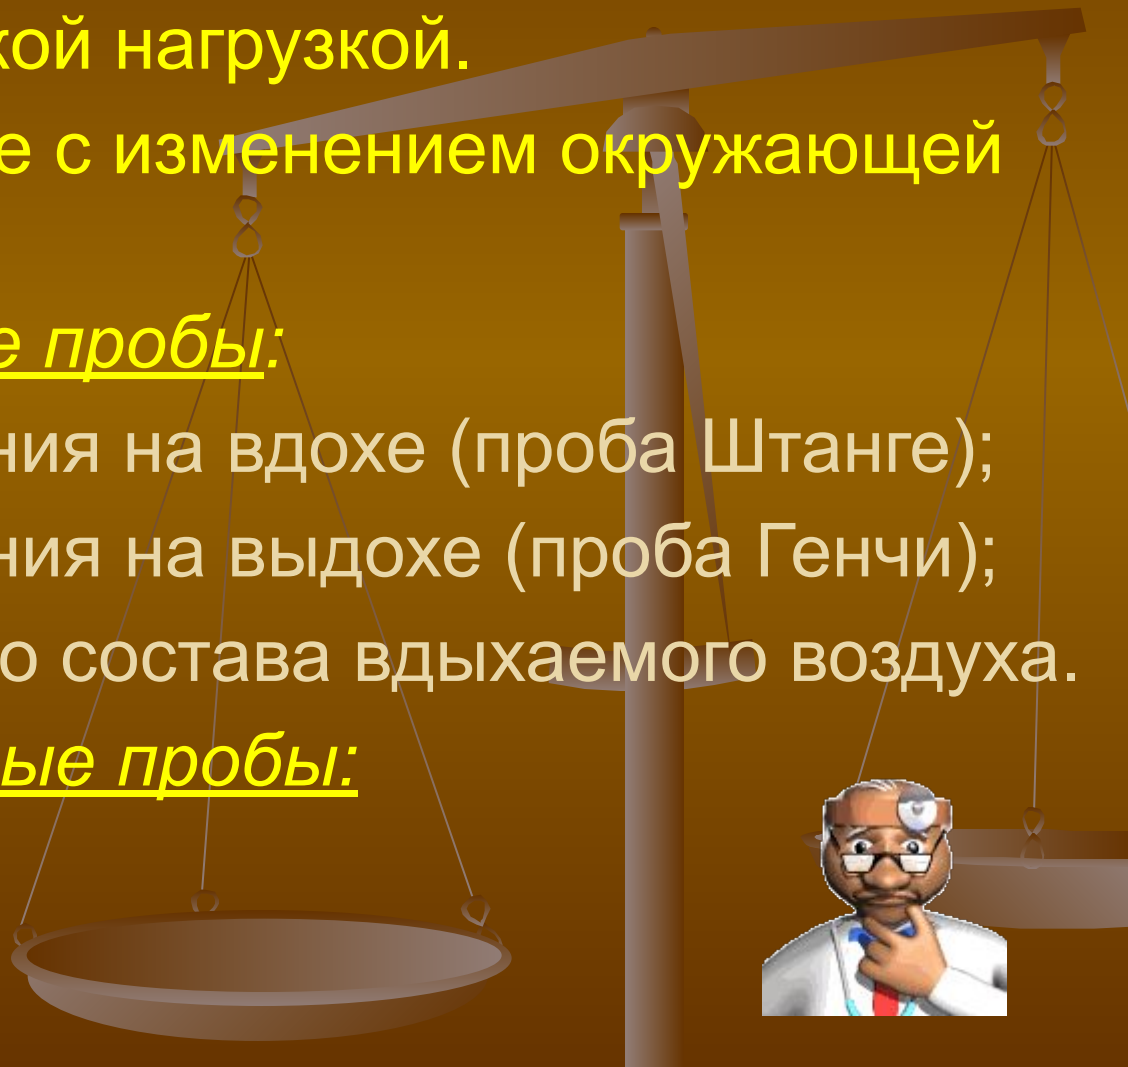 кой нагрузкой.
е с изменением окружающей
е пробы:
ния на вдохе (проба Штанге);
ния на выдохе (проба Генчи);
о состава вдыхаемого воздуха.
ые пробы: